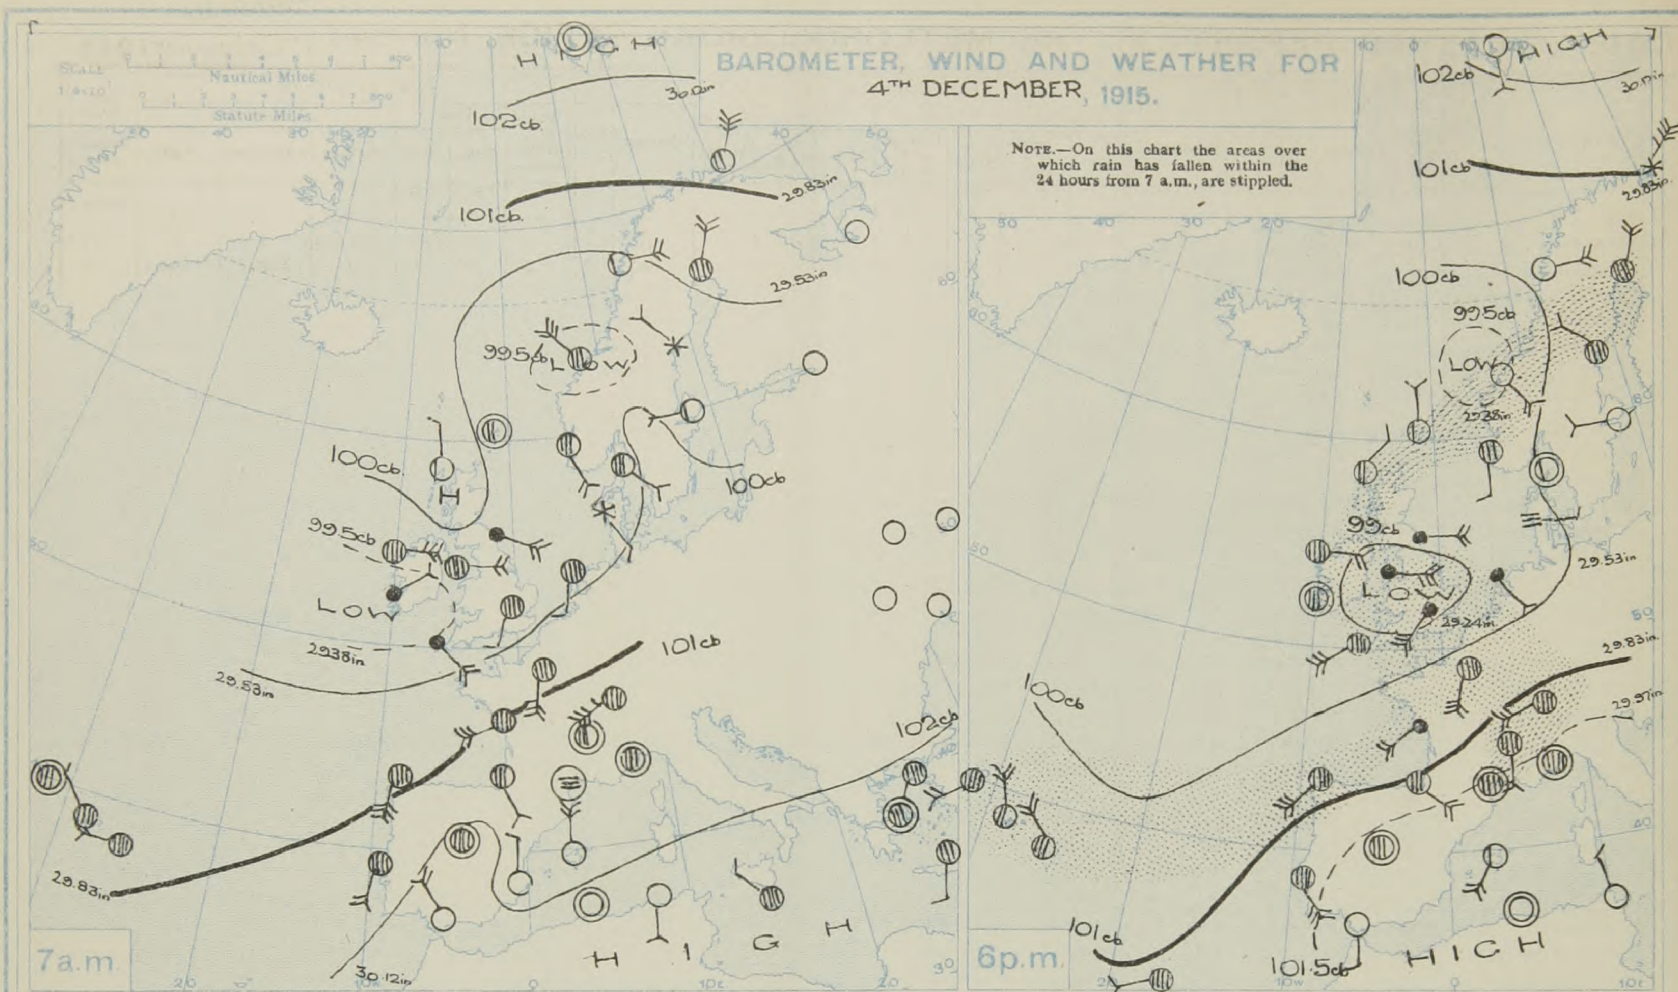 BAROMETER, WIND AND WEATHER FOR
4TH DECEMBER, 1915.
NOTE.—On this chart the areas over
which rain has fallen within the
24 hours from 7 a.m., are stippled.
SCALE
Nautical Miles
Statute Miles
HIGH
30.12in
102cb.
101cb.
29.83in
29.53in
995cb
LOW
100cb.
H
100cb
995cb
LOW
29.38in
29.53in
101cb
102cb
29.83in
30.12in
HIGH
7a.m.
HIGH
102cb
30.12in
101cb
29.83in.
100cb
995cb
LOW
29.38in
99cb
29.53in
LOW
29.24in.
29.83in
29.97in
100cb
101cb
101.5cb
HIGH
6p.m.